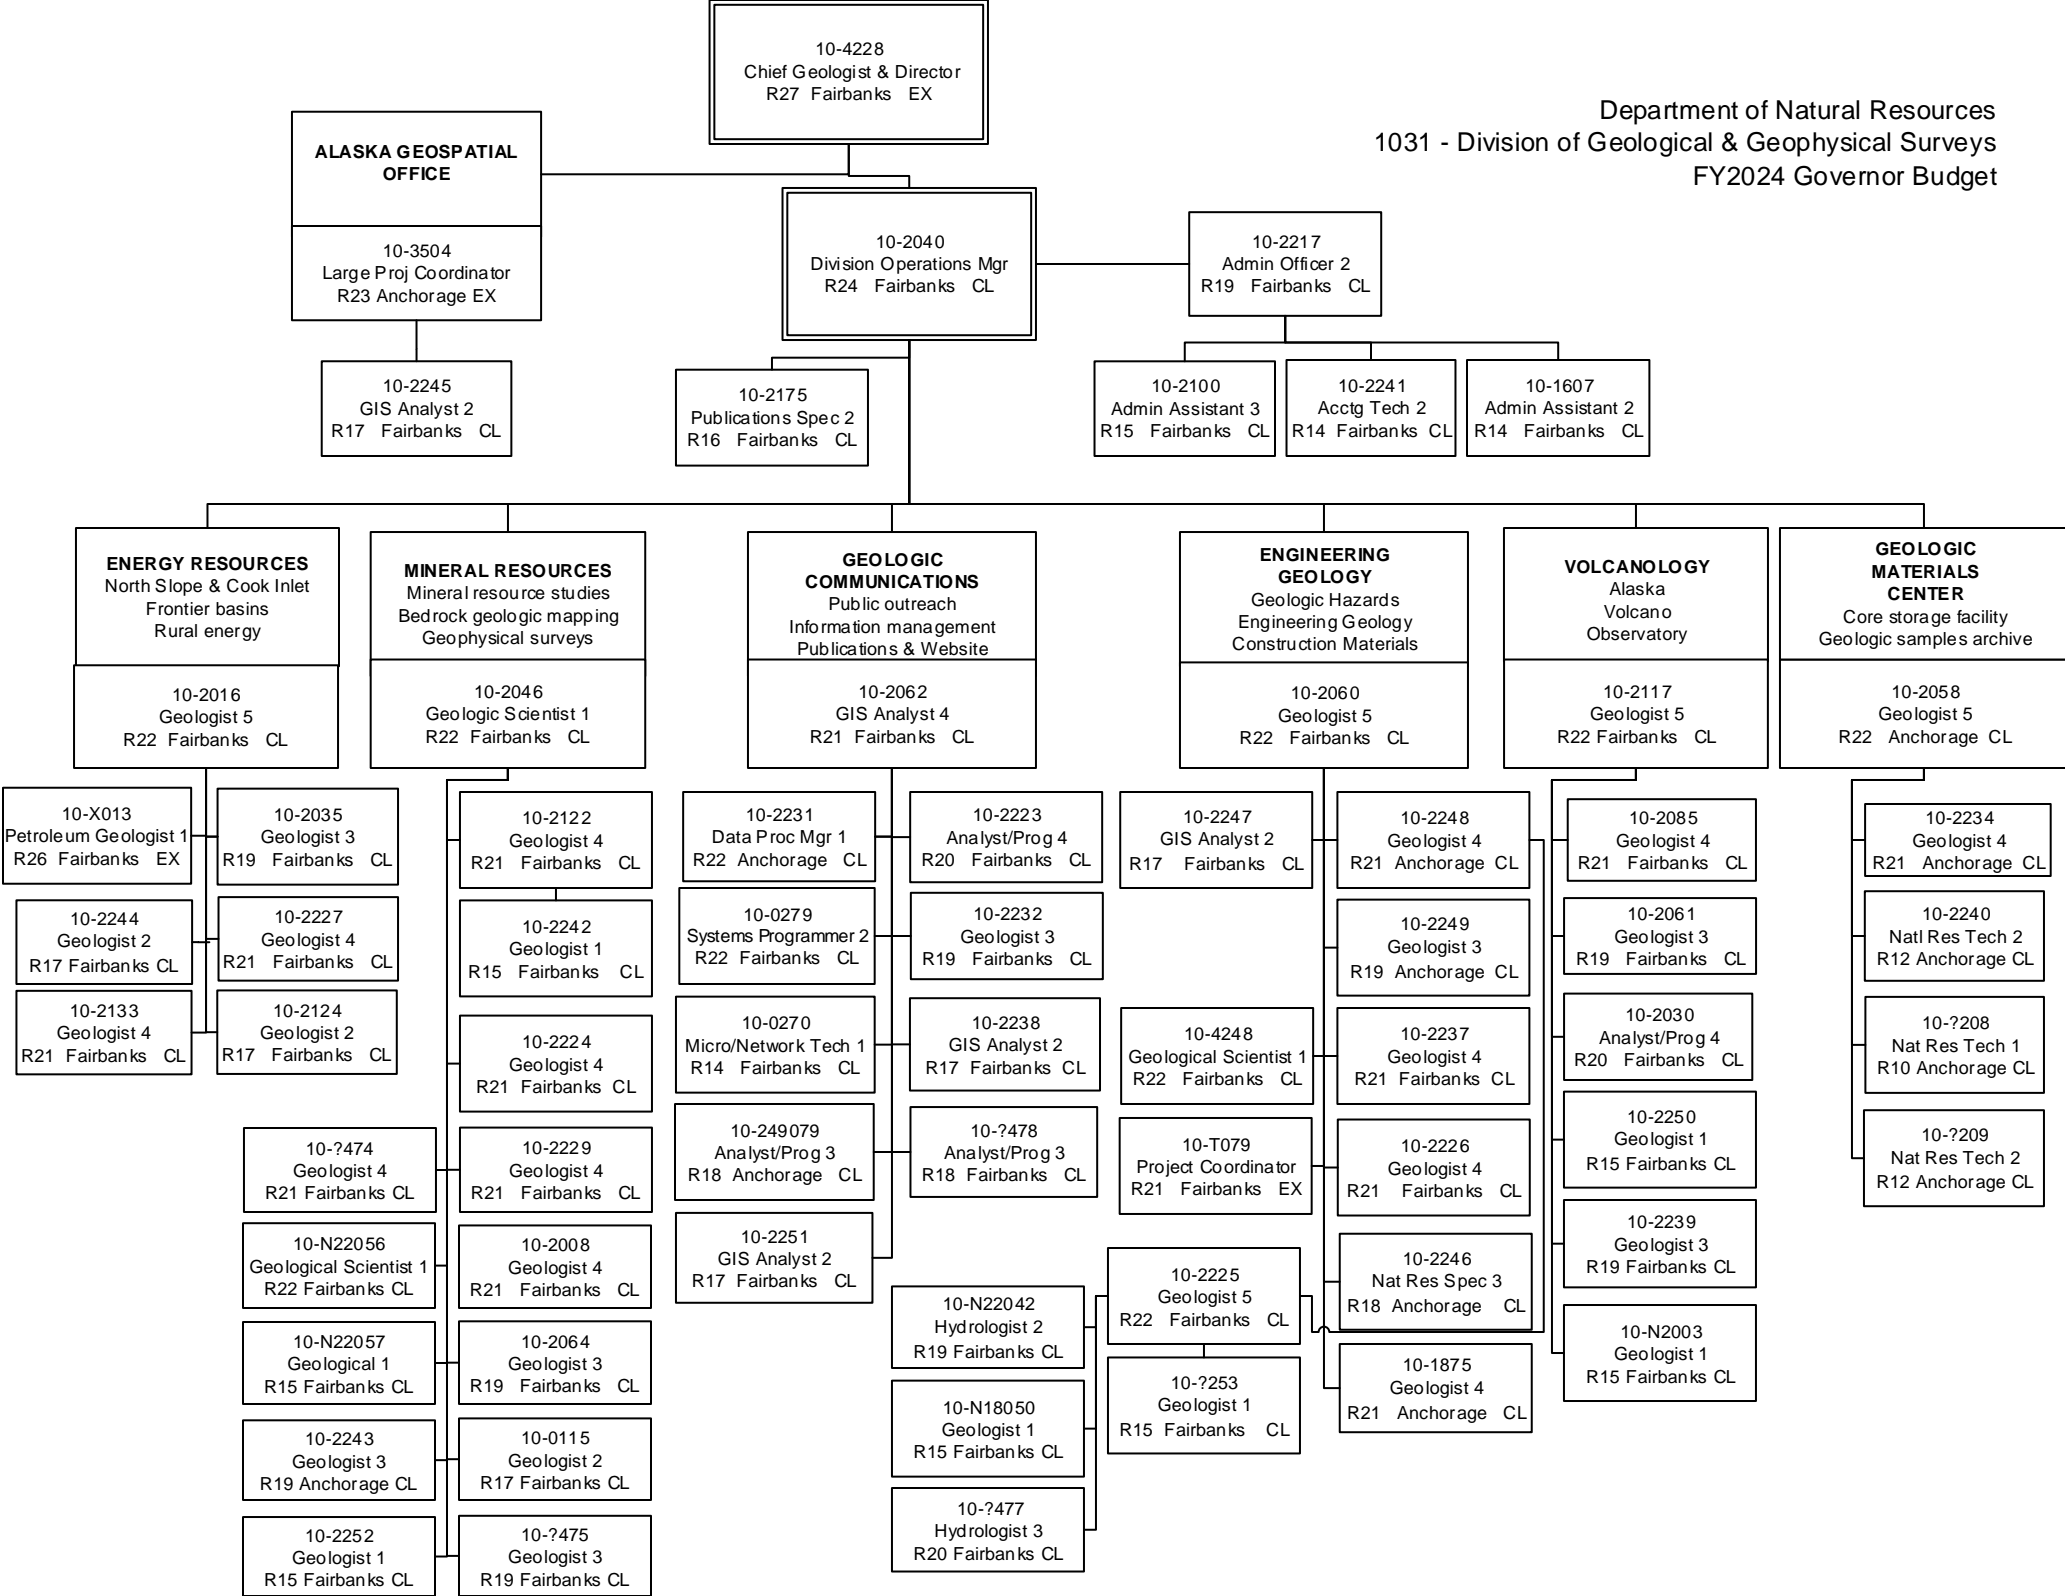 10-4228
Chief Geologist & Director
R27 Fairbanks EX
Department of Natural Resources
1031 - Division of Geological & Geophysical Surveys
FY2024 Governor Budget
ALASKA GEOSPATIAL
OFFICE
10-3504
Large Proj Coordinator
R23 Anchorage EX
10-2040
Division Operations Mgr
R24 Fairbanks CL
10-2217
Admin Officer 2
R19 Fairbanks CL
10-2245
GIS Analyst 2
R17 Fairbanks CL
10-2175
Publications Spec 2
R16 Fairbanks CL
10-2100
Admin Assistant 3
R15 Fairbanks CL
10-2241
Acctg Tech 2
R14 Fairbanks CL
10-1607
Admin Assistant 2
R14 Fairbanks CL
ENERGY RESOURCES
North Slope & Cook Inlet
Frontier basins
Rural energy
10-2016
Geologist 5
R22 Fairbanks CL
10-X013
Petroleum Geologist 1
R26 Fairbanks EX
10-2035
Geologist 3
R19 Fairbanks CL
10-2244
Geologist 2
R17 Fairbanks CL
10-2227
Geologist 4
R21 Fairbanks CL
10-2133
Geologist 4
R21 Fairbanks CL
10-2124
Geologist 2
R17 Fairbanks CL
MINERAL RESOURCES
Mineral resource studies
Bedrock geologic mapping
Geophysical surveys
10-2046
Geologic Scientist 1
R22 Fairbanks CL
10-2122
Geologist 4
R21 Fairbanks CL
10-2242
Geologist 1
R15 Fairbanks CL
10-2224
Geologist 4
R21 Fairbanks CL
10-?474
Geologist 4
R21 Fairbanks CL
10-2229
Geologist 4
R21 Fairbanks CL
10-N22056
Geological Scientist 1
R22 Fairbanks CL
10-2008
Geologist 4
R21 Fairbanks CL
10-N22057
Geological 1
R15 Fairbanks CL
10-2064
Geologist 3
R19 Fairbanks CL
10-2243
Geologist 3
R19 Anchorage CL
10-0115
Geologist 2
R17 Fairbanks CL
10-2252
Geologist 1
R15 Fairbanks CL
10-?475
Geologist 3
R19 Fairbanks CL
GEOLOGIC
COMMUNICATIONS
Public outreach
Information management
Publications & Website
10-2062
GIS Analyst 4
R21 Fairbanks CL
10-2231
Data Proc Mgr 1
R22 Anchorage CL
10-2223
Analyst/Prog 4
R20 Fairbanks CL
10-0279
Systems Programmer 2
R22 Fairbanks CL
10-2232
Geologist 3
R19 Fairbanks CL
10-0270
Micro/Network Tech 1
R14 Fairbanks CL
10-2238
GIS Analyst 2
R17 Fairbanks CL
10-249079
Analyst/Prog 3
R18 Anchorage CL
10-?478
Analyst/Prog 3
R18 Fairbanks CL
10-2251
GIS Analyst 2
R17 Fairbanks CL
ENGINEERING
GEOLOGY
Geologic Hazards
Engineering Geology
Construction Materials
10-2060
Geologist 5
R22 Fairbanks CL
10-2247
GIS Analyst 2
R17 Fairbanks CL
10-2248
Geologist 4
R21 Anchorage CL
10-2249
Geologist 3
R19 Anchorage CL
10-4248
Geological Scientist 1
R22 Fairbanks CL
10-2237
Geologist 4
R21 Fairbanks CL
10-T079
Project Coordinator
R21 Fairbanks EX
10-2226
Geologist 4
R21 Fairbanks CL
10-2246
Nat Res Spec 3
R18 Anchorage CL
10-2225
Geologist 5
R22 Fairbanks CL
10-N22042
Hydrologist 2
R19 Fairbanks CL
10-?253
Geologist 1
R15 Fairbanks CL
10-1875
Geologist 4
R21 Anchorage CL
10-N18050
Geologist 1
R15 Fairbanks CL
10-?477
Hydrologist 3
R20 Fairbanks CL
VOLCANOLOGY
Alaska
Volcano
Observatory
10-2117
Geologist 5
R22 Fairbanks CL
10-2085
Geologist 4
R21 Fairbanks CL
10-2061
Geologist 3
R19 Fairbanks CL
10-2030
Analyst/Prog 4
R20 Fairbanks CL
10-2250
Geologist 1
R15 Fairbanks CL
10-2239
Geologist 3
R19 Fairbanks CL
10-N2003
Geologist 1
R15 Fairbanks CL
GEOLOGIC
MATERIALS
CENTER
Core storage facility
Geologic samples archive
10-2058
Geologist 5
R22 Anchorage CL
10-2234
Geologist 4
R21 Anchorage CL
10-2240
Natl Res Tech 2
R12 Anchorage CL
10-?208
Nat Res Tech 1
R10 Anchorage CL
10-?209
Nat Res Tech 2
R12 Anchorage CL